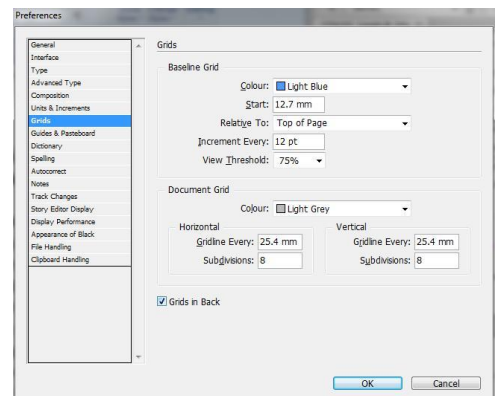 Preferences
General
Interface
Type
Advanced Type
Composition
Units & Increments
Grids
Guides & Pasteboard
Dictionary
Spelling
Autocorrect
Notes
Track Changes
Story Editor Display
Display Performance
Appearance of Black
File Handling
Clipboard Handling
Grids
Baseline Grid
Colour: Light Blue
Start: 12.7 mm
Relative To: Top of Page
Increment Every: 12 pt
View Threshold: 75%
Document Grid
Colour: Light Grey
Horizontal
Gridline Every: 25.4 mm
Subdivisions: 8
Vertical
Gridline Every: 25.4 mm
Subdivisions: 8
Grids in Back
OK Cancel